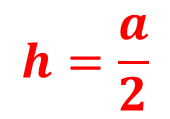 h = a/2